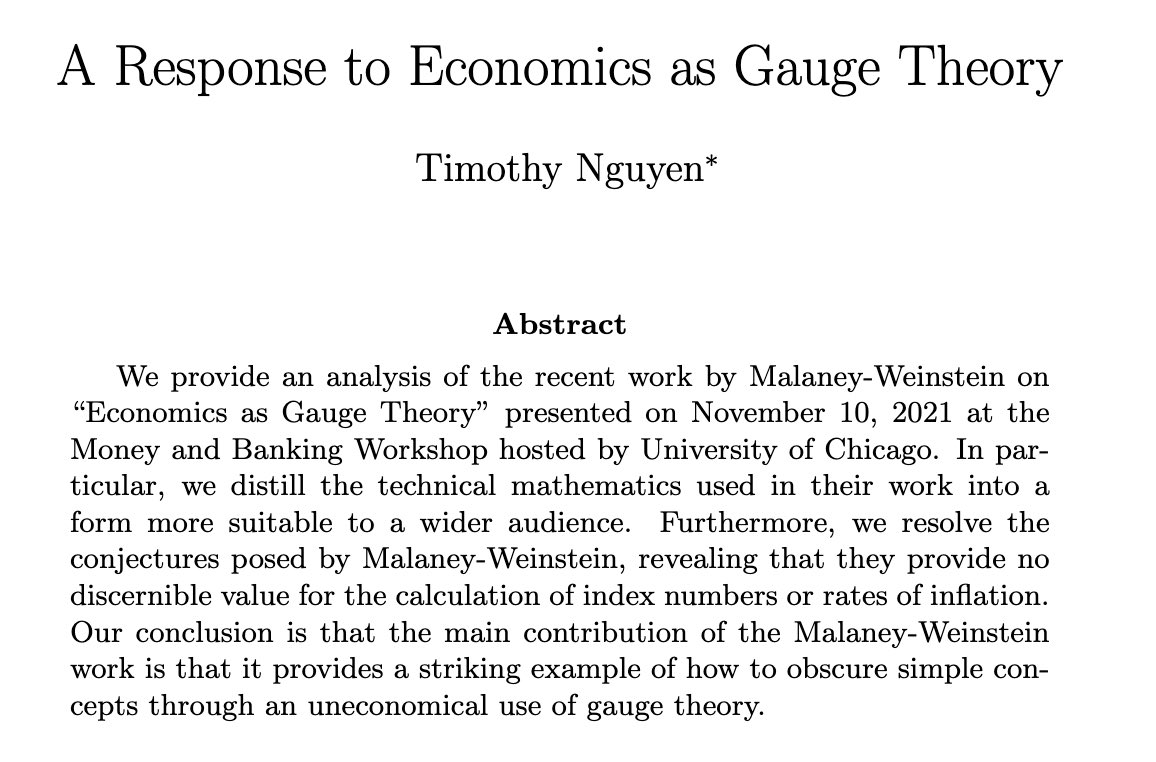 A Response to Economics as Gauge Theory
Timothy Nguyen*
Abstract
We provide an analysis of the recent work by Malaney-Weinstein on
“Economics as Gauge Theory” presented on November 10, 2021 at the
Money and Banking Workshop hosted by University of Chicago. In par-
ticular, we distill the technical mathematics used in their work into a
form more suitable to a wider audience. Furthermore, we resolve the
conjectures posed by Malaney-Weinstein, revealing that they provide no
discernible value for the calculation of index numbers or rates of inflation.
Our conclusion is that the main contribution of the Malaney-Weinstein
work is that it provides a striking example of how to obscure simple con-
cepts through an uneconomical use of gauge theory.